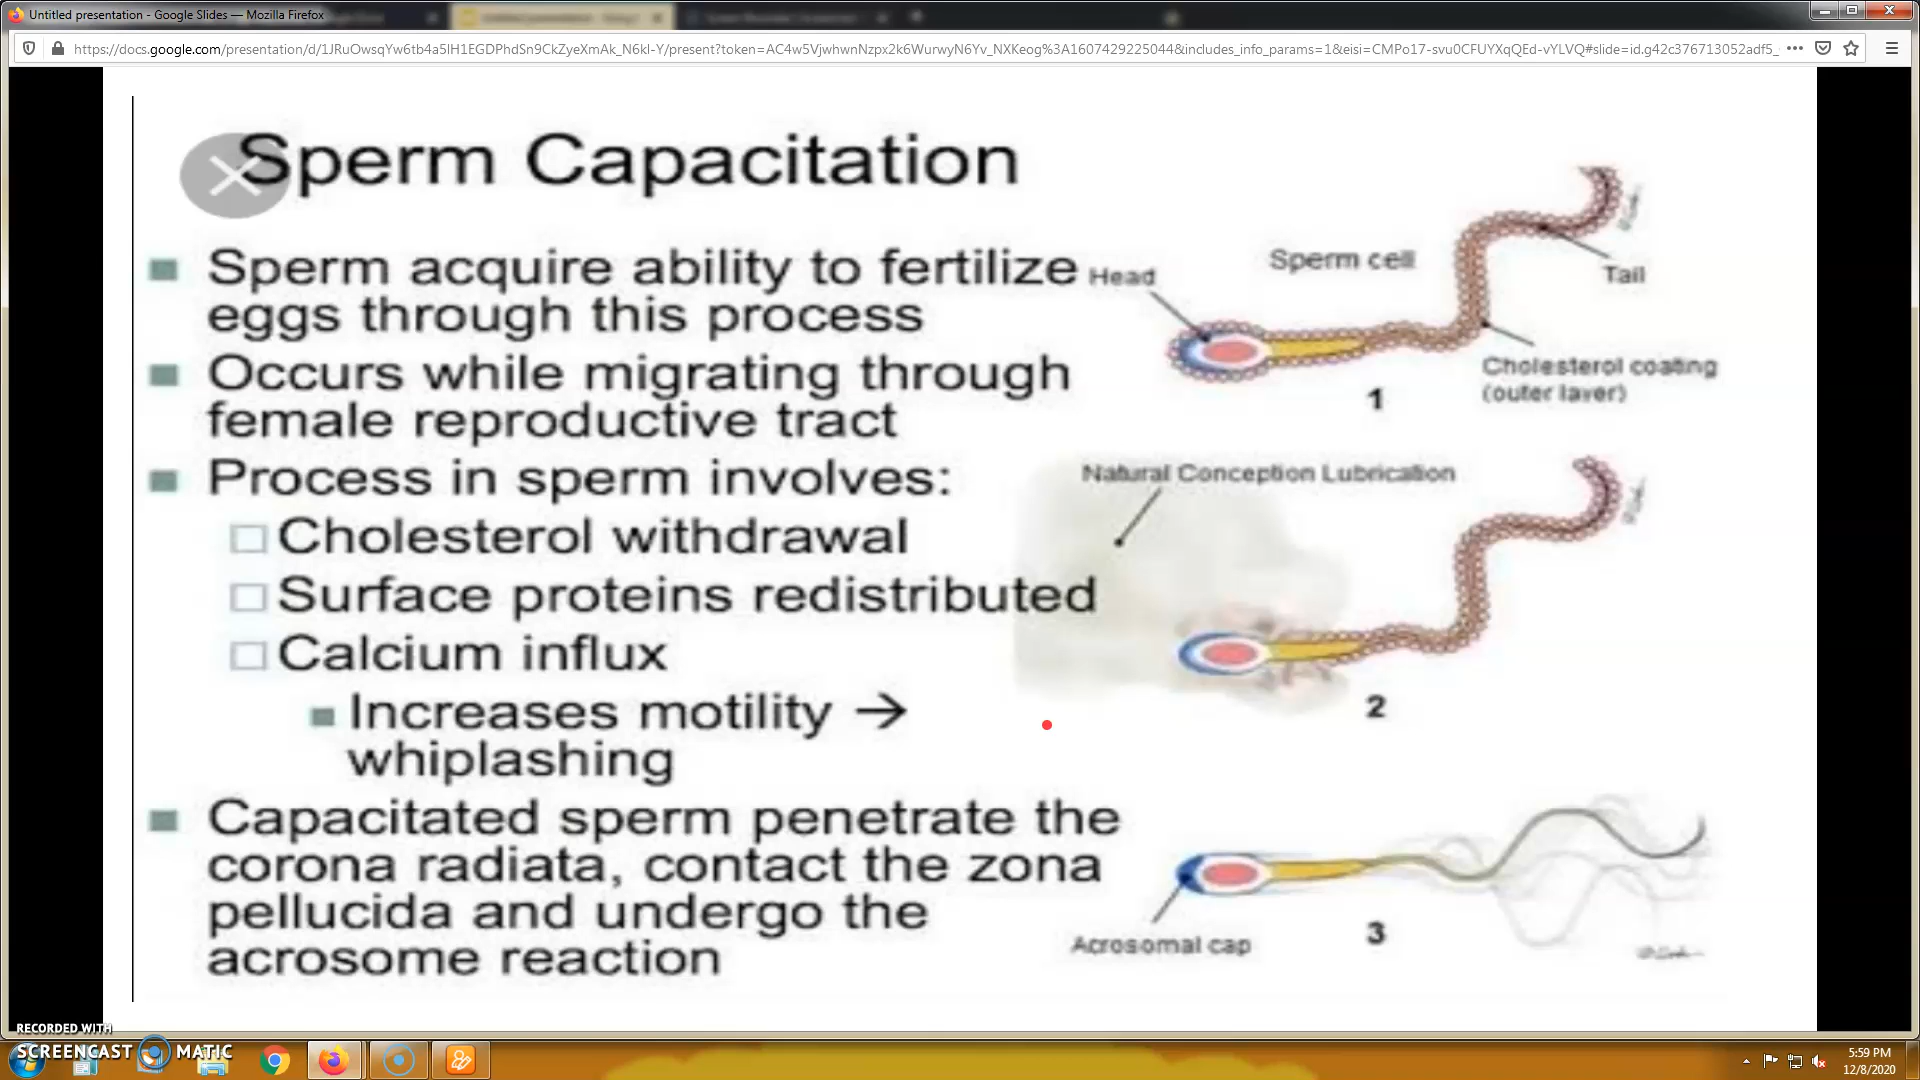 Untitled presentation - Google Slides — Mozilla Firefox
https://docs.google.com/presentation/d/1JRuOwsqYw6tb4a5lH1EGDPhdSn9CkZyeXmAk_N6kl-Y/present?token=AC4w5VjwhwnNzpx2k6WurwyN6Yv_NXKeog%3A1607429225044&includes_info_params=1&eisi=CMPo17-svu0CFUYXqQEd-vYLVQ#slide=id.g42c376713052adf5_
Sperm Capacitation
Sperm acquire ability to fertilize
eggs through this process
Occurs while migrating through
female reproductive tract
Process in sperm involves:
Cholesterol withdrawal
Surface proteins redistributed
Calcium influx
Increases motility →
whiplashing
Capacitated sperm penetrate the
corona radiata, contact the zona
pellucida and undergo the
acrosome reaction
Head
Sperm cell
Tail
Cholesterol coating
(outer layer)
1
Natural Conception Lubrication
2
Acrosomal cap
3
RECORDED WITH
SCREENCAST MATIC
5:59 PM
12/8/2020